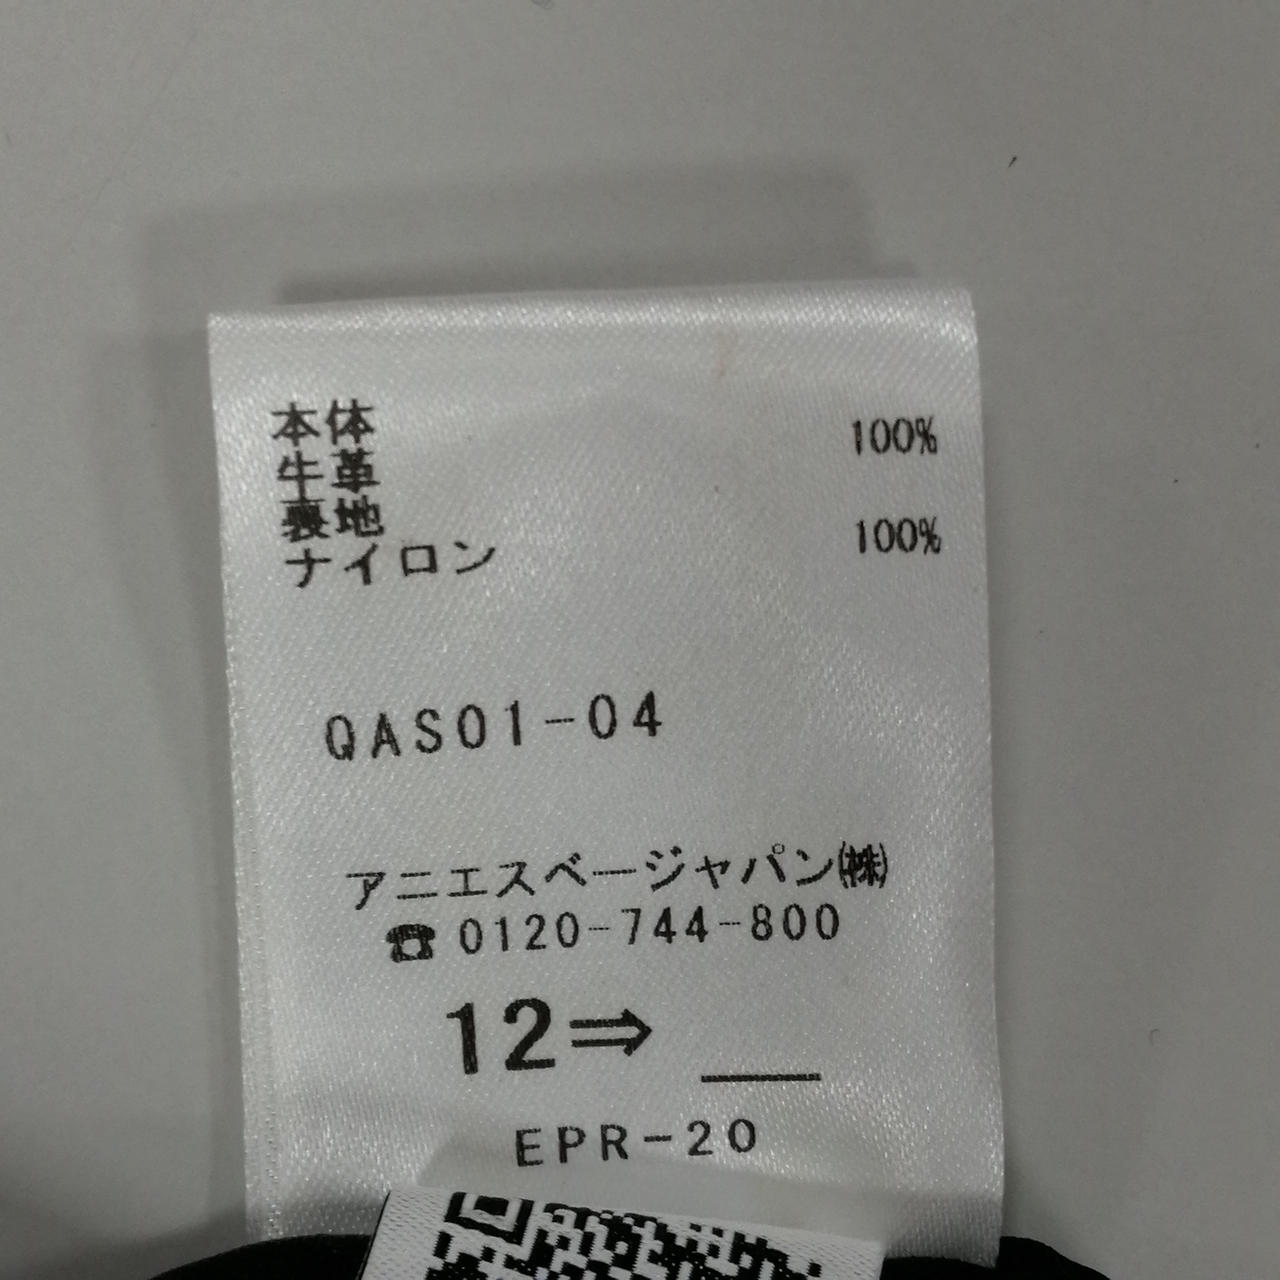 本体
100%
牛革
裏地
100%
ナイロン
QAS01-04
アニエスベージャパン㈱
☎0120-744-800
12⇒
EPR-20